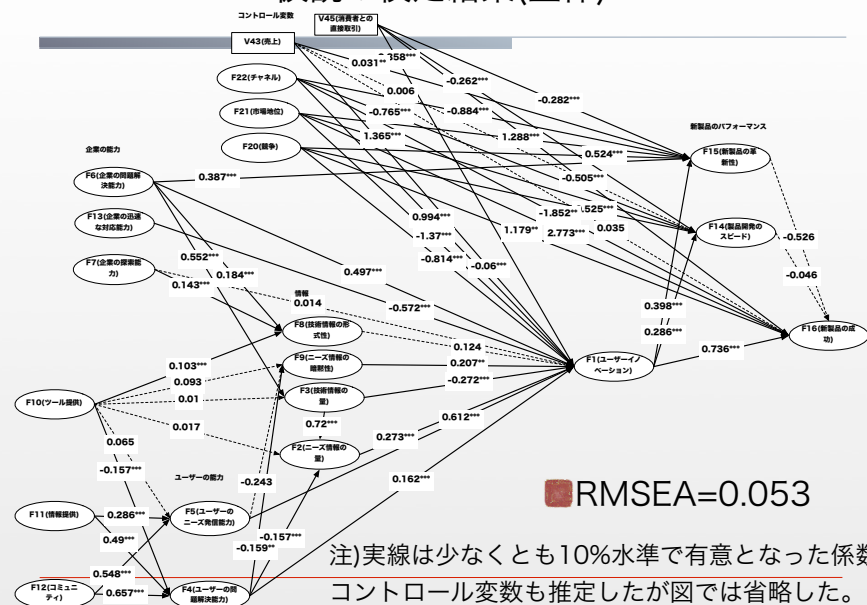 コントロール変数
V45(消費者との
直接取引)
V43(売上)
0.031**
358***
-0.262***
F22(チャネル)
0.006
-0.282***
-0.765***
-0.884***
F21(市場地位)
新製品のパフォーマンス
1.365***
1.288***
F20(競争)
企業の能力
0.524***
F15(新製品の革
新性)
F6(企業の問題解
決能力)
0.387***
-0.505***
F13(企業の迅速
な対応能力)
0.994***
-1.852**
.525***
1.179**
2.773***
0.035
F14(製品開発の
スピード)
-1.37***
-0.526
0.552***
-0.814***
-0.06***
F7(企業の探索能
力)
0.184***
0.497***
-0.046
0.143***
情報
0.014
-0.572***
0.398***
F8(技術情報の形
式性)
0.286***
F16(新製品の成
功)
0.124
0.736***
F9(ニーズ情報の
暗黙性)
0.207**
F1(ユーザーイノ
ベーション)
0.103***
0.093
-0.272***
F3(技術情報の
量)
0.01
F10(ツール提供)
0.612***
0.72***
0.017
0.273***
0.065
F2(ニーズ情報の
量)
-0.157***
ユーザーの能力
-0.243
0.162***
RMSEA=0.053
F11(情報提供)
0.286***
F5(ユーザーの
ニーズ発信能力)
0.49***
-0.157***
-0.159**
注)実線は少なくとも10%水準で有意となった係数
0.548***
F12(コミュニ
ティ)
0.657***
F4(ユーザーの問
題解決能力)
コントロール変数も推定したが図では省略した。